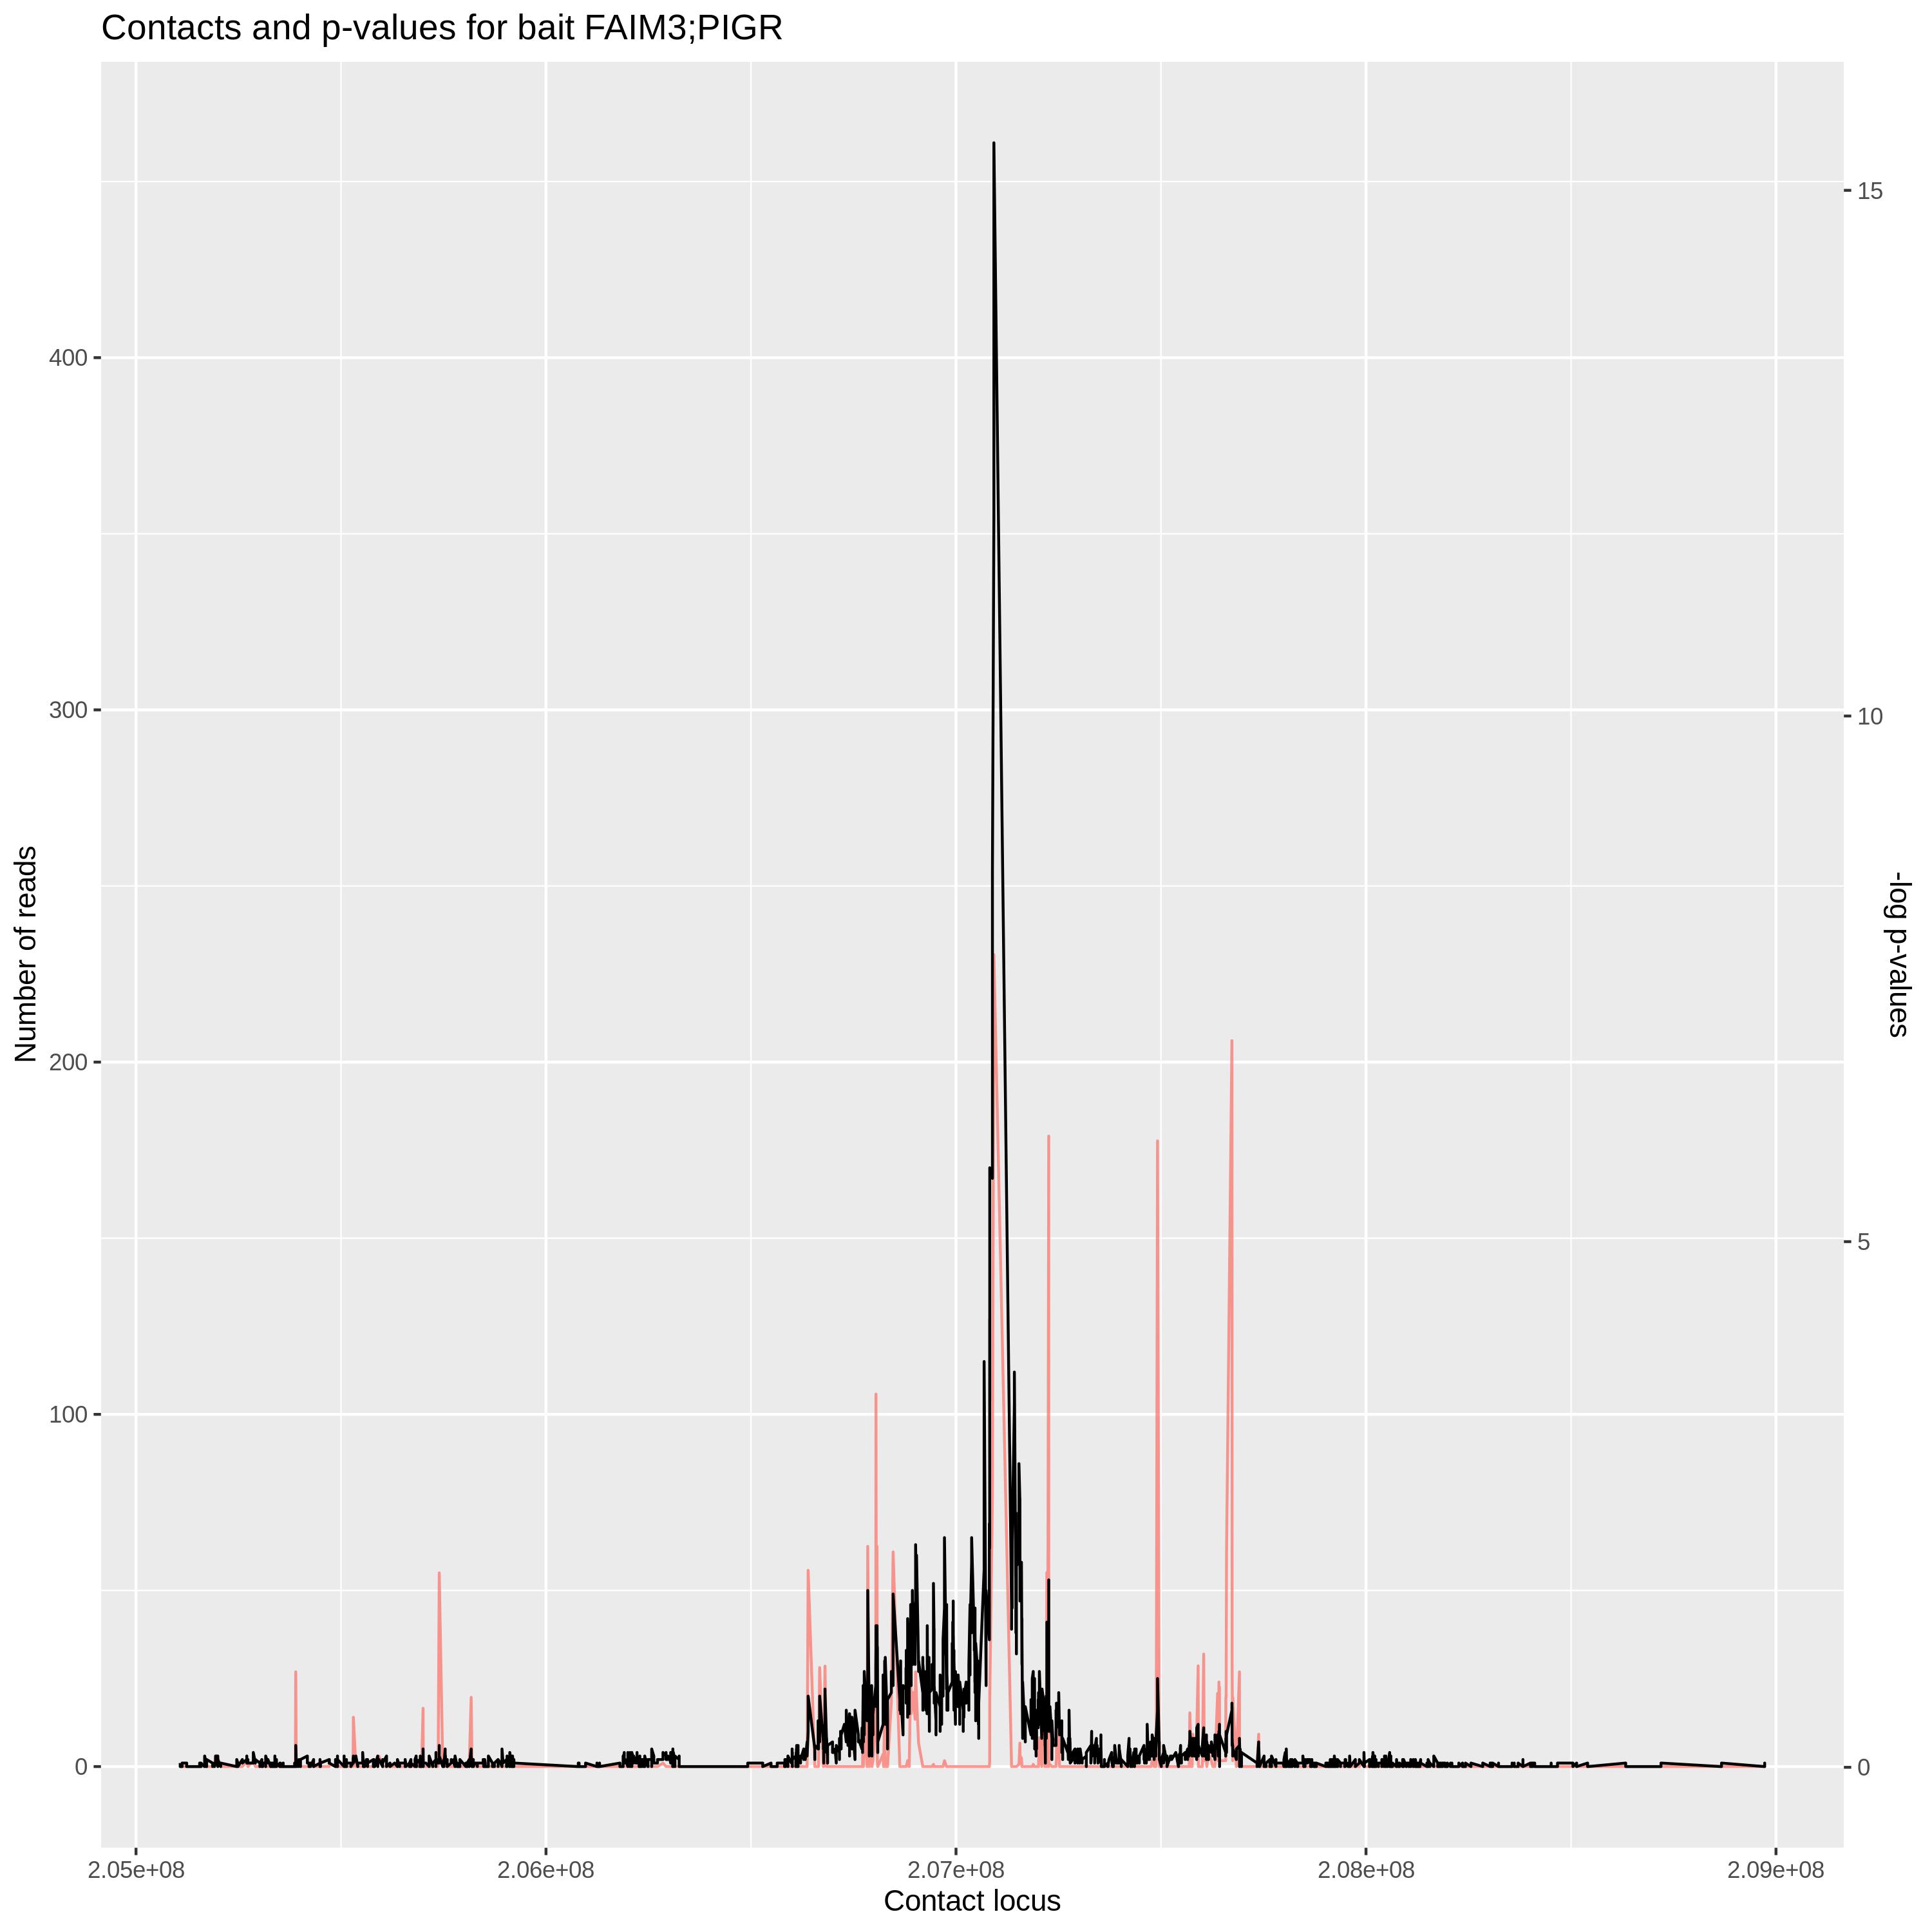 Contacts and p-values for bait FAIM3;PIGR
Number of reads
400
300
200
100
0
15
10
5
0
-log p-values
2.05e+08
2.06e+08
2.07e+08
2.08e+08
2.09e+08
Contact locus